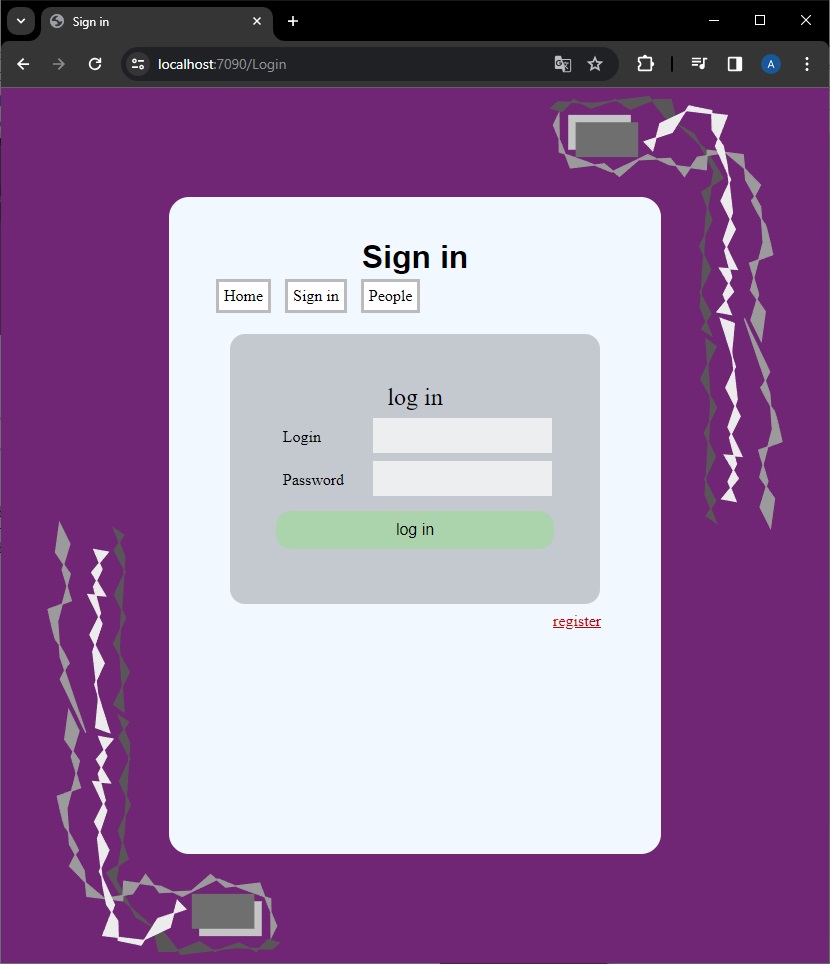 Sign in
localhost:7090/Login
A
Sign in
Home Sign in People
log in
Login
Password
log in
register